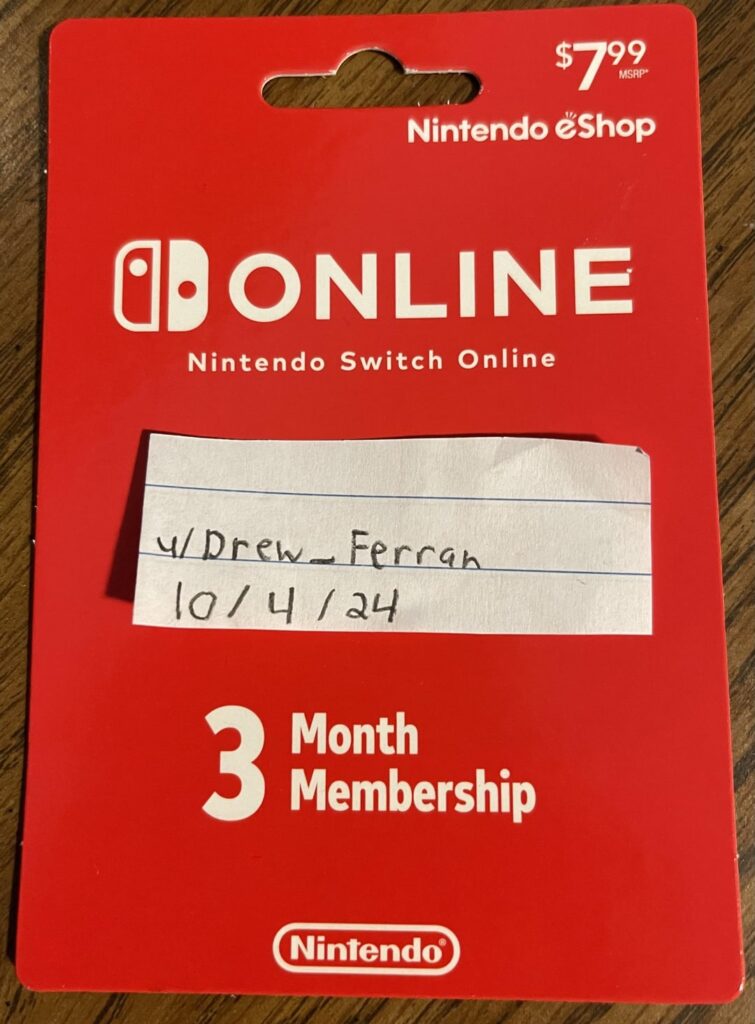 $7.99
MSRP*
Nintendo eShop
ONLINE
Nintendo Switch Online
u/Drew_Ferran
10/4/24
3 Month
Membership
Nintendo®